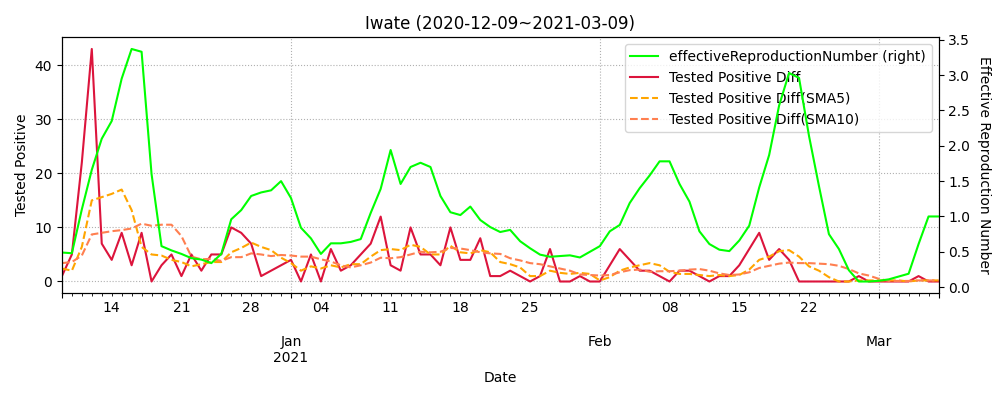 Iwate (2020-12-09~2021-03-09)
effectiveReproductionNumber (right)
Tested Positive Diff
Tested Positive Diff(SMA5)
Tested Positive Diff(SMA10)
Tested Positive
40
30
20
10
0
3.5
3.0
2.5
2.0
1.5
1.0
0.5
0.0
Effective Reproduction Number
14 21 28 04 11 18 25 08 15 22
Jan Feb Mar
2021
Date